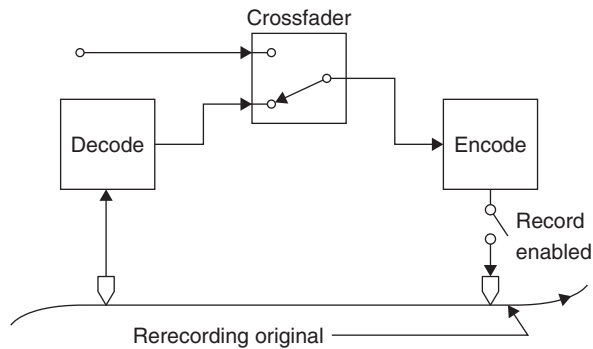 Crossfader
Decode
Encode
Record
enabled
Rerecording original